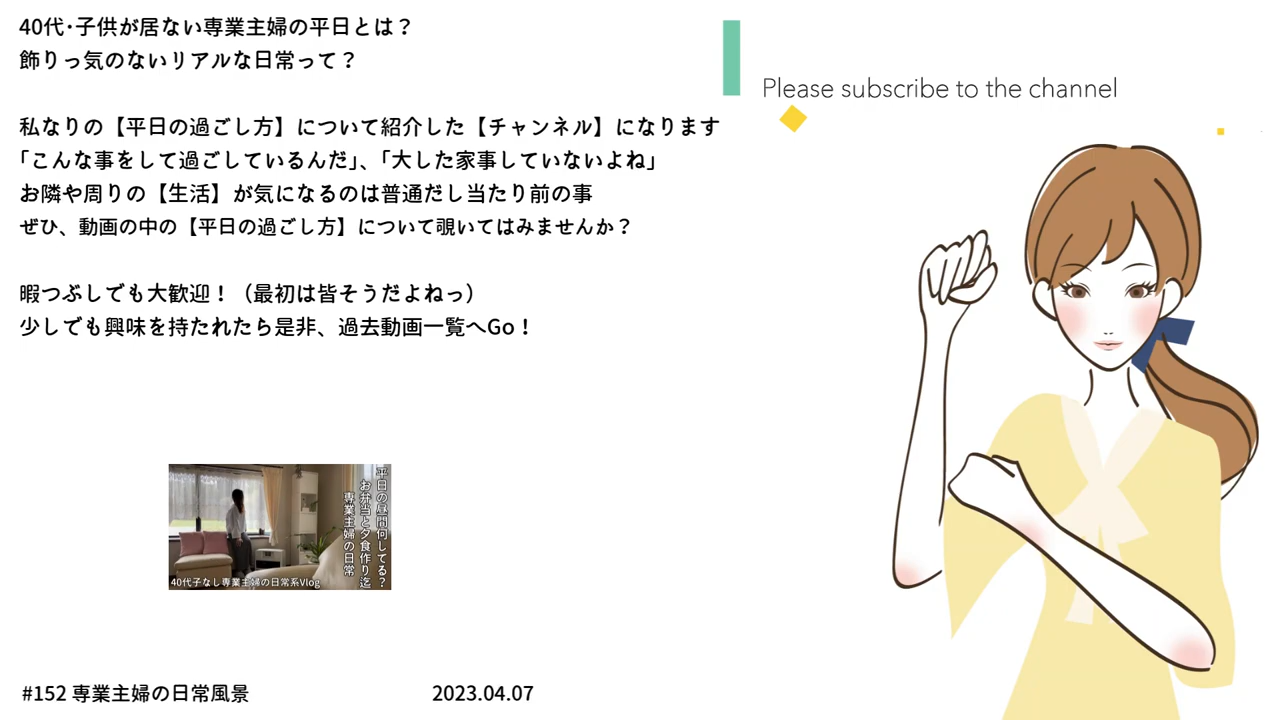 40代･子供が居ない専業主婦の平日とは？
飾りっ気のないリアルな日常って？
私なりの【平日の過ごし方】について紹介した【チャンネル】になります
「こんな事をして過ごしているんだ」、「大した家事していないよね」
お隣や周りの【生活】が気になるのは普通だし当たり前の事
ぜひ、動画の中の【平日の過ごし方】について覗いてはみませんか？
暇つぶしでも大歓迎！（最初は皆そうだよねっ）
少しでも興味を持たれたら是非、過去動画一覧へGo！
Please subscribe to the channel
平日の昼間何してる？
お弁当と夕食作り迄
専業主婦の日常
40代子なし専業主婦の日常系Vlog
#152 専業主婦の日常風景
2023.04.07